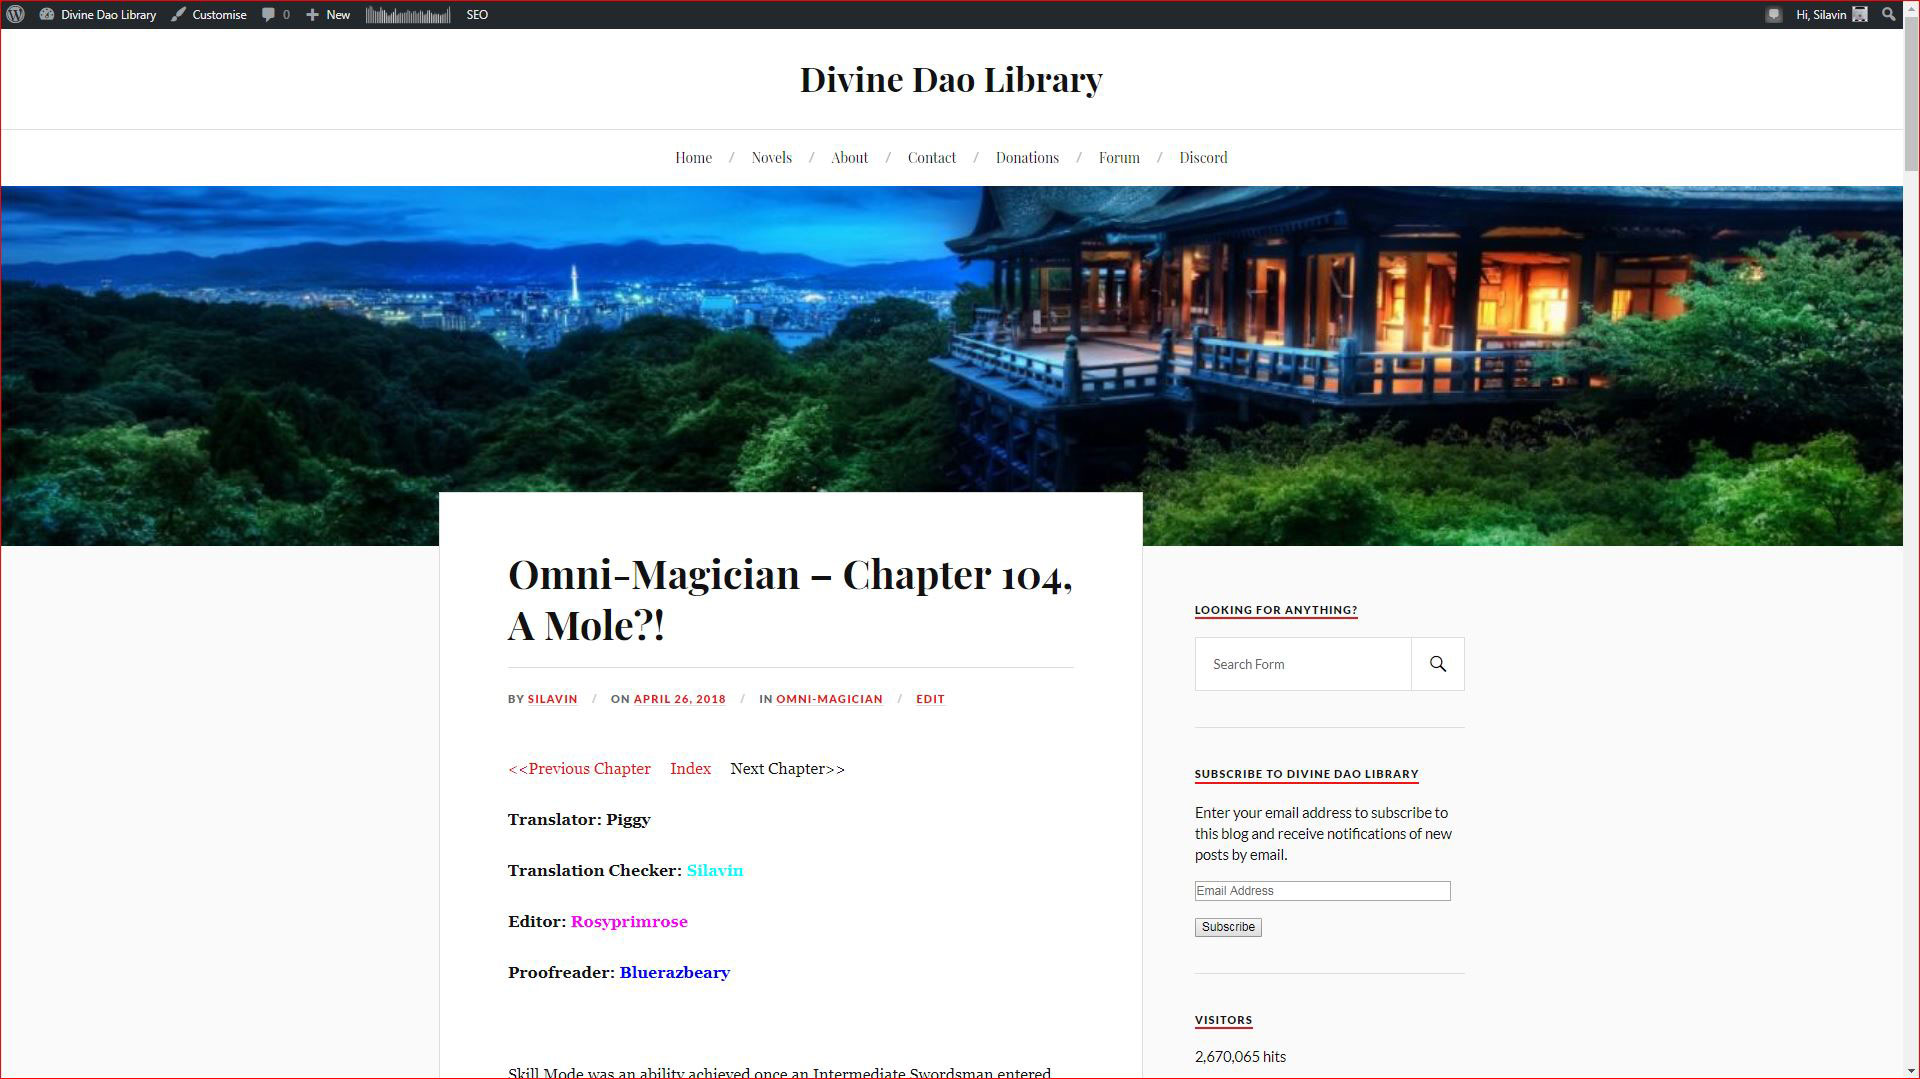 Divine Dao Library Customise 0 New SEO Hi, Silavin
Divine Dao Library
Home / Novels / About / Contact / Donations / Forum / Discord
Omni-Magician – Chapter 104,
A Mole?!
BY SILAVIN / ON APRIL 26, 2018 / IN OMNI-MAGICIAN / EDIT
<<Previous Chapter Index Next Chapter>>
Translator: Piggy
Translation Checker: Silavin
Editor: Rosyprimrose
Proofreader: Bluerazbeary
Skill Mode was an ability achieved once an Intermediate Swordsman entered
LOOKING FOR ANYTHING?
Search Form
SUBSCRIBE TO DIVINE DAO LIBRARY
Enter your email address to subscribe to
this blog and receive notifications of new
posts by email.
Email Address
Subscribe
VISITORS
2,670,065 hits